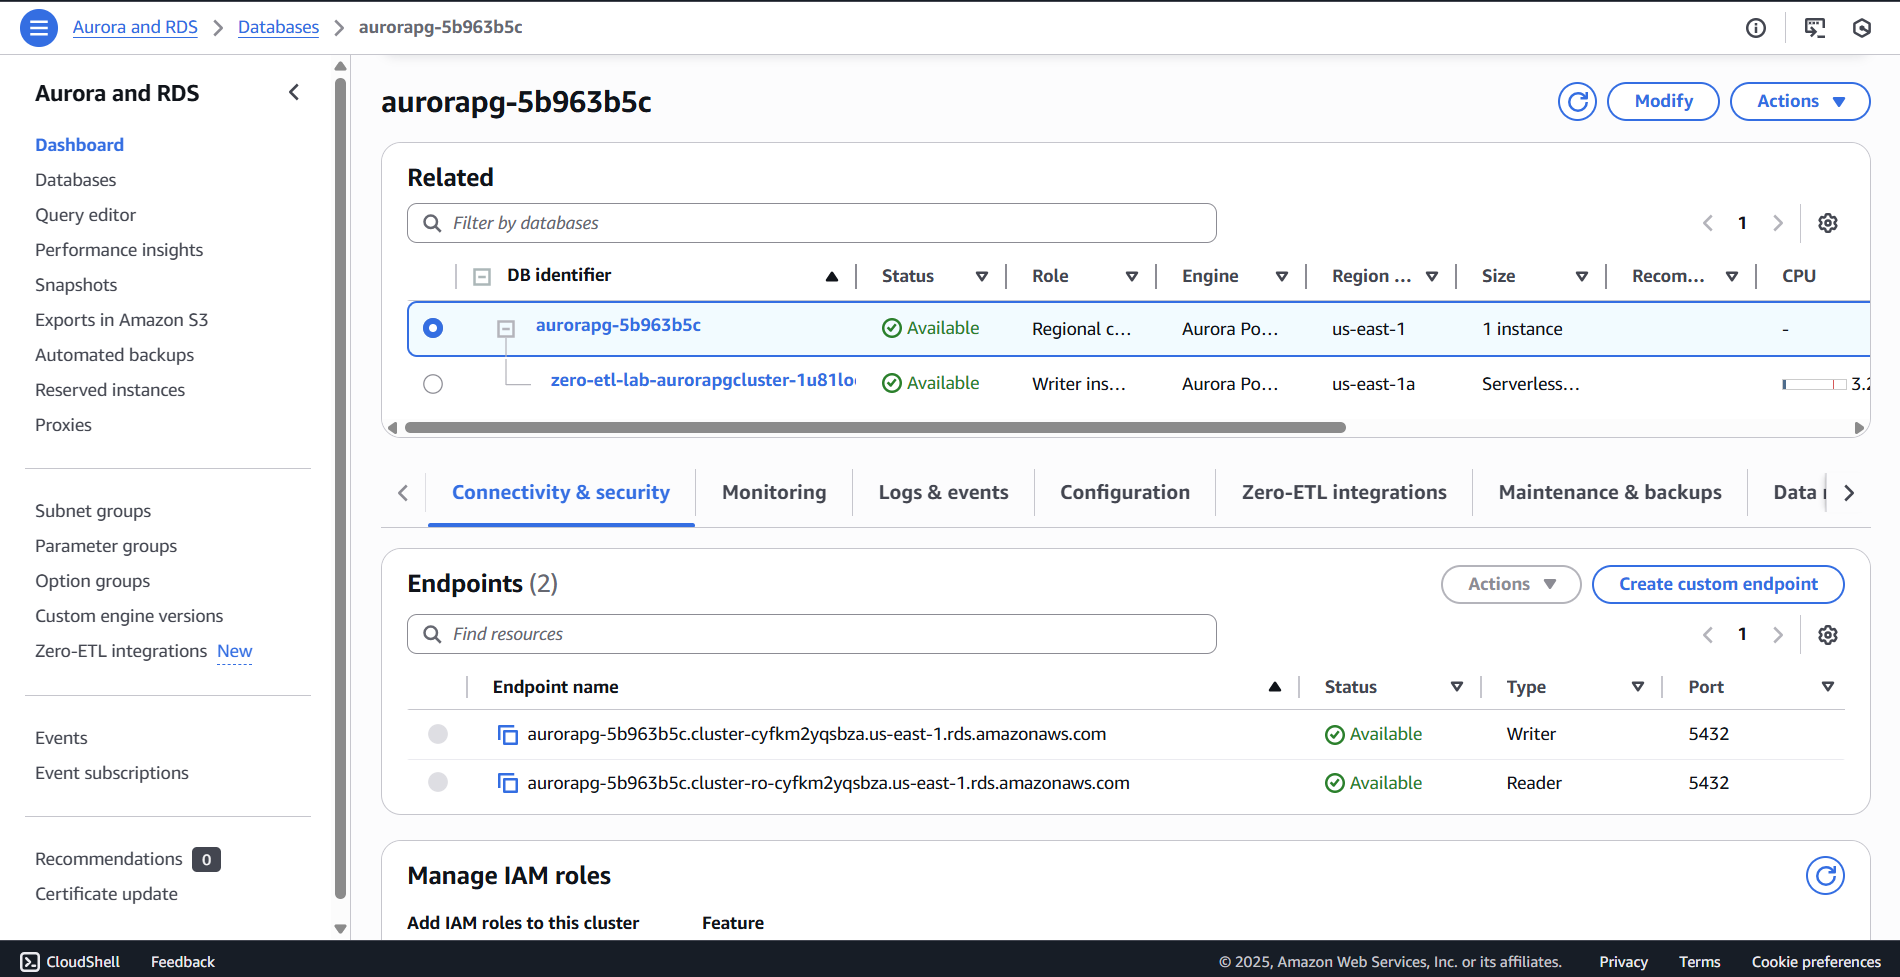 Aurora and RDS > Databases > aurorapg-5b963b5c
Aurora and RDS
Dashboard
Databases
Query editor
Performance insights
Snapshots
Exports in Amazon S3
Automated backups
Reserved instances
Proxies
Subnet groups
Parameter groups
Option groups
Custom engine versions
Zero-ETL integrations New
Events
Event subscriptions
Recommendations 0
Certificate update
aurorapg-5b963b5c
Modify
Actions
Related
Filter by databases
1
DB identifier Status Role Engine Region ... Size Recom... CPU
aurorapg-5b963b5c Available Regional c... Aurora Po... us-east-1 1 instance -
zero-etl-lab-aurorapgcluster-1u81lo Available Writer ins... Aurora Po... us-east-1a Serverless... 3.2
Connectivity & security Monitoring Logs & events Configuration Zero-ETL integrations Maintenance & backups Data
Endpoints (2)
Actions
Create custom endpoint
Find resources
1
Endpoint name Status Type Port
aurorapg-5b963b5c.cluster-cyfkm2yqsbza.us-east-1.rds.amazonaws.com Available Writer 5432
aurorapg-5b963b5c.cluster-ro-cyfkm2yqsbza.us-east-1.rds.amazonaws.com Available Reader 5432
Manage IAM roles
Add IAM roles to this cluster Feature
CloudShell Feedback © 2025, Amazon Web Services, Inc. or its affiliates. Privacy Terms Cookie preferences